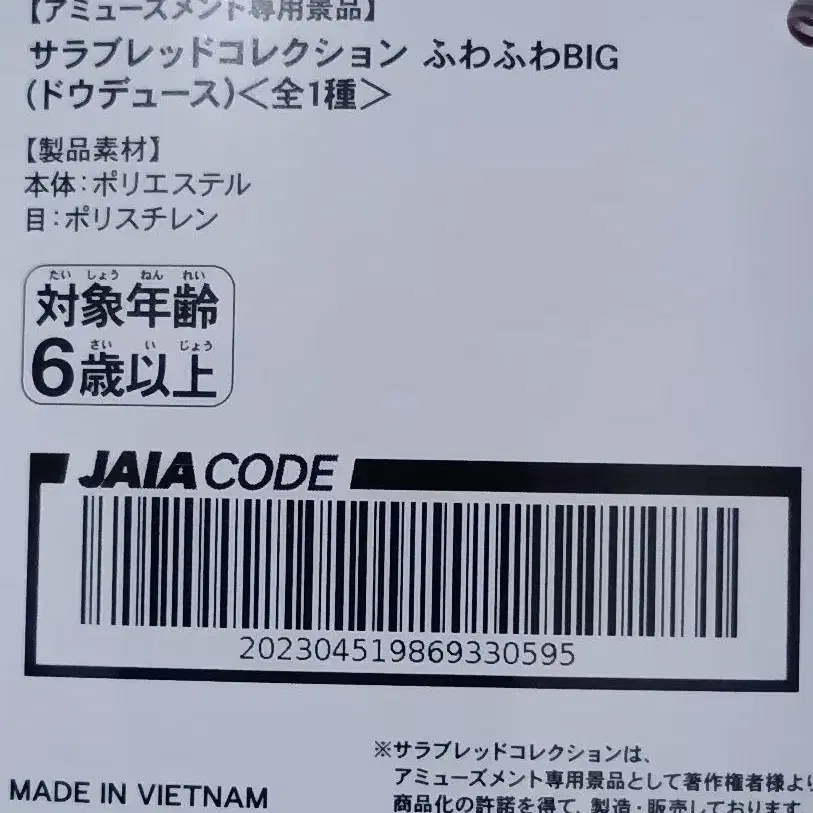 【アミューズメント専用景品】
サラブレッドコレクション ふわふわBIG
(ドウデュース)＜全1種＞
【製品素材】
本体：ポリエステル
目：ポリスチレン
たい しょう ねん れい
対象年齢
さい い じょう
6歳以上
JAIA CODE
202304519869330595
※サラブレッドコレクションは、
アミューズメント専用景品として著作権者様より
商品化の許諾を得て、製造・販売しております。
MADE IN VIETNAM